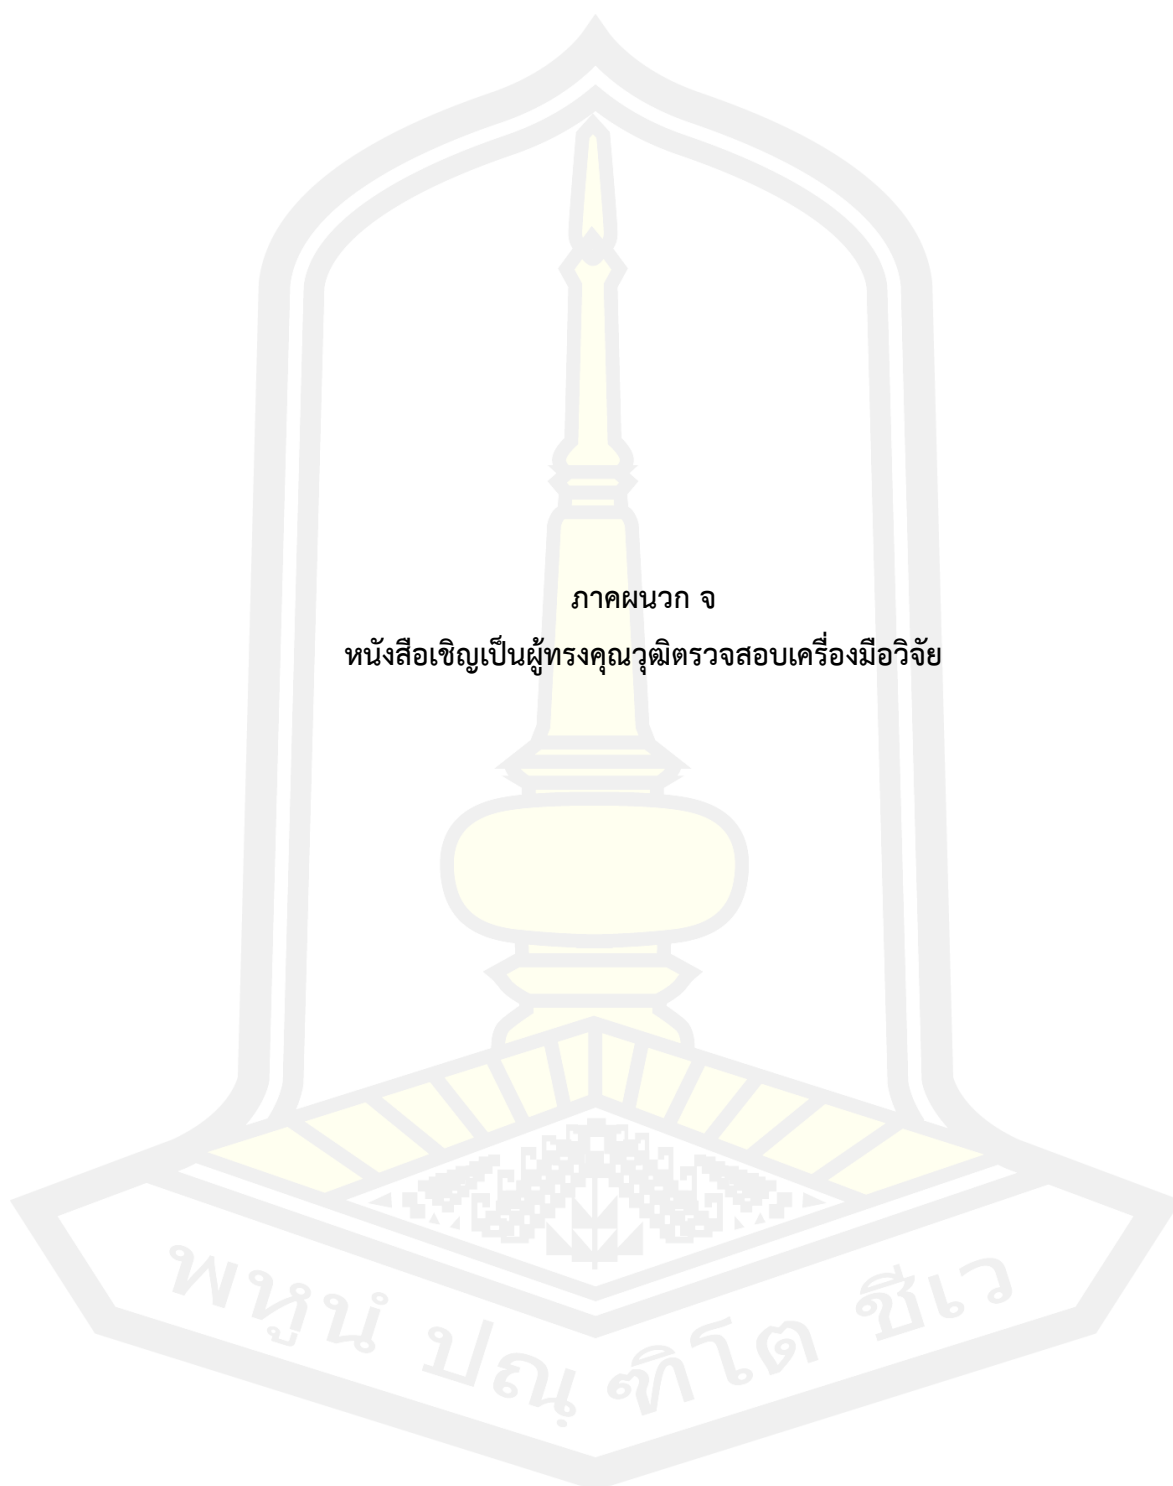 ภาคผนวก จ
หนังสือเชิญเป็นผู้ทรงคุณวุฒิตรวจสอบเครื่องมือวิจัย
พหูนํ ปณฺฑิโต ชีเว